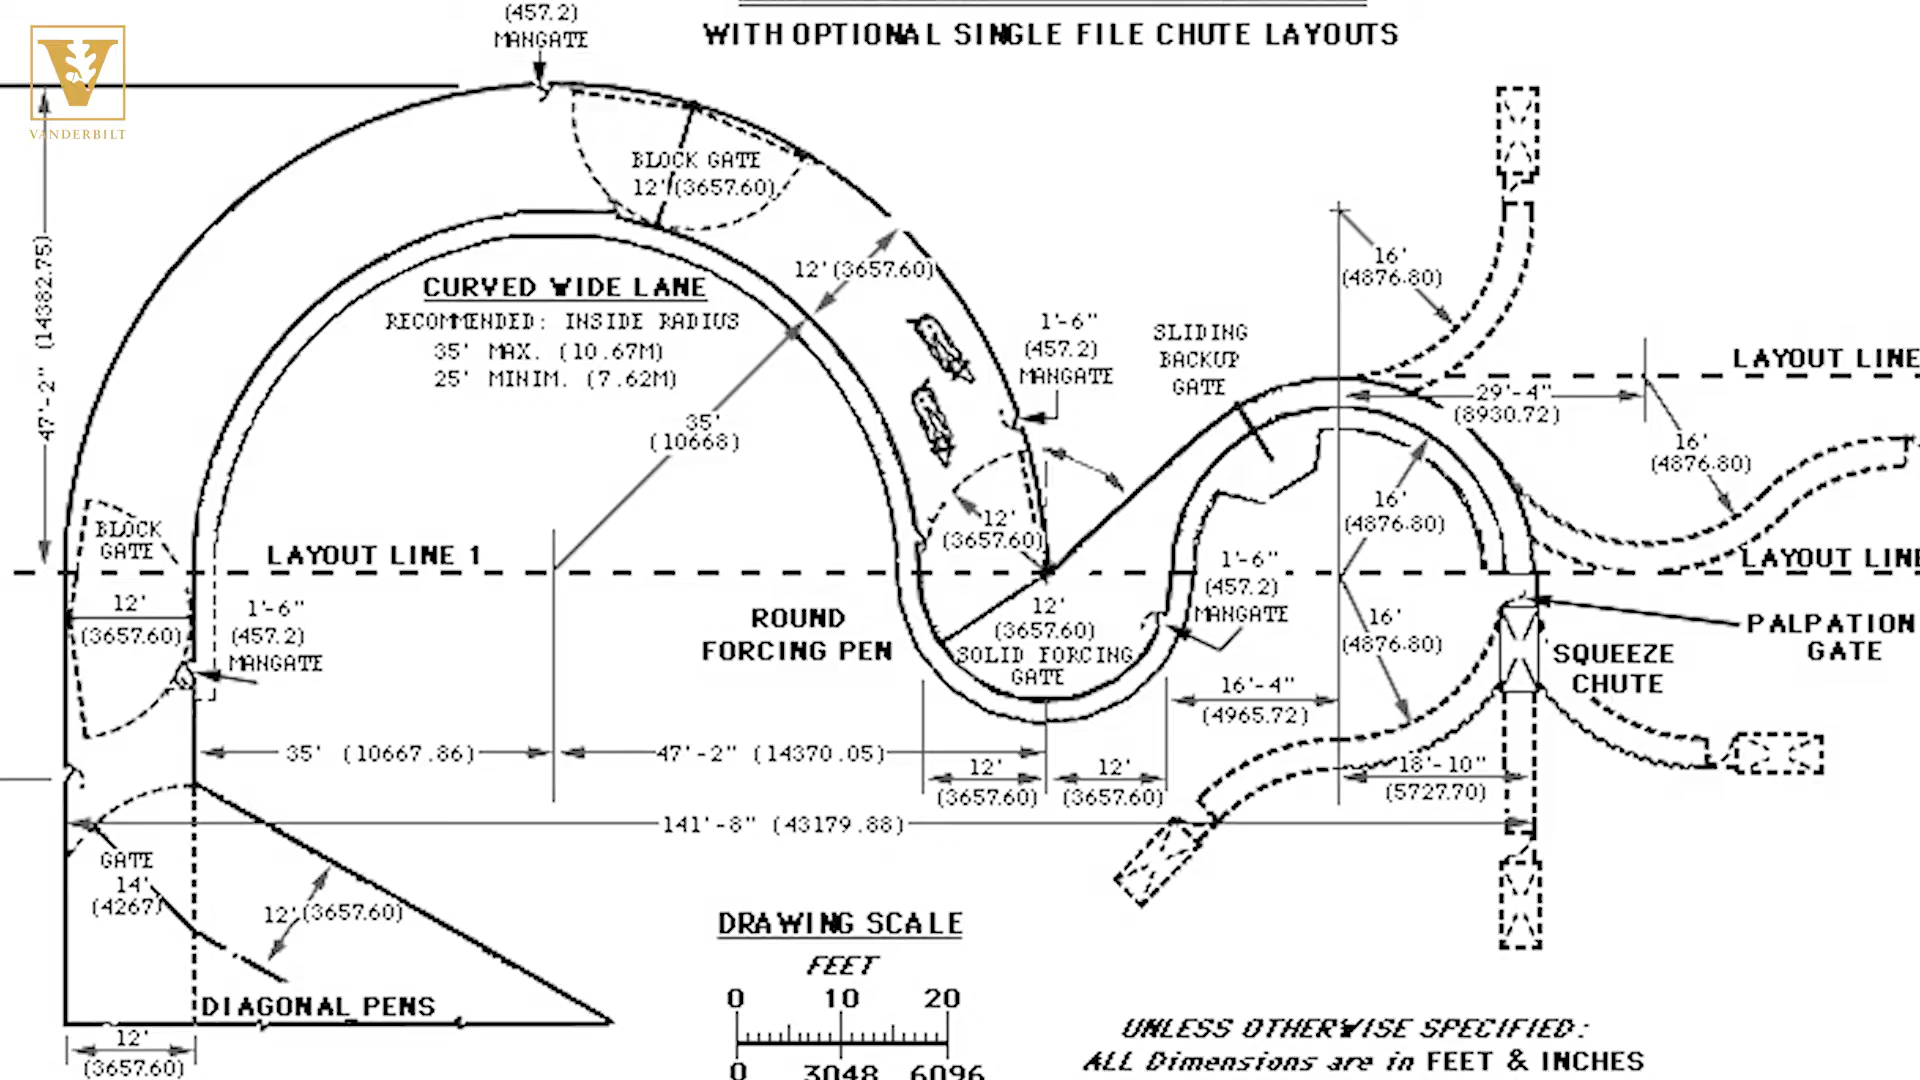 (457.2)
MANGATE
WITH OPTIONAL SINGLE FILE CHUTE LAYOUTS
VANDERBILT
BLOCK GATE
12' (3657.60)
47'-2" (14382.75)
12' (3657.60)
16'
(4876.80)
CURVED WIDE LANE
RECOMMENDED: INSIDE RADIUS
35' MAX. (10.67M)
25' MINIM. (7.62M)
1'-6"
(457.2)
MANGATE
SLIDING
BACKUP
GATE
LAYOUT LINE
29'-4"
(8930.72)
35'
(10668)
16'
(4876.80)
BLOCK
GATE
LAYOUT LINE 1
12'
(3657.60)
16'
(4876.80)
LAYOUT LINE
12'
(3657.60)
1'-6"
(457.2)
MANGATE
ROUND
FORCING PEN
12'
(3657.60)
SOLID FORCING
GATE
1'-6"
(457.2)
MANGATE
16'
(4876.80)
PALPATION
GATE
SQUEEZE
CHUTE
16'-4"
(4965.72)
35' (10667.86)
47'-2" (14370.05)
12'
(3657.60)
12'
(3657.60)
18'-10"
(5727.70)
141'-8" (43179.88)
GATE
14'
(4267)
12' (3657.60)
DIAGONAL PENS
12'
(3657.60)
DRAWING SCALE
FEET
0 10 20
0 3048 6096
UNLESS OTHERWISE SPECIFIED:
ALL Dimensions are in FEET & INCHES